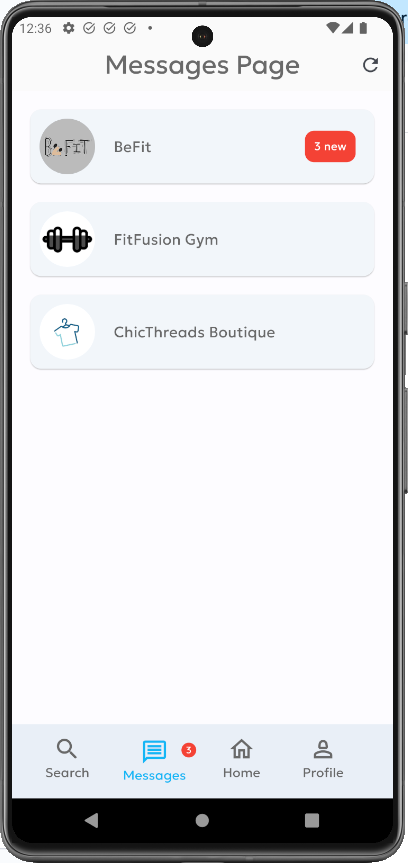 12:36
Messages Page
BeFit
BeFit
3 new
FitFusion Gym
ChicThreads Boutique
3
Search
Messages
Home
Profile